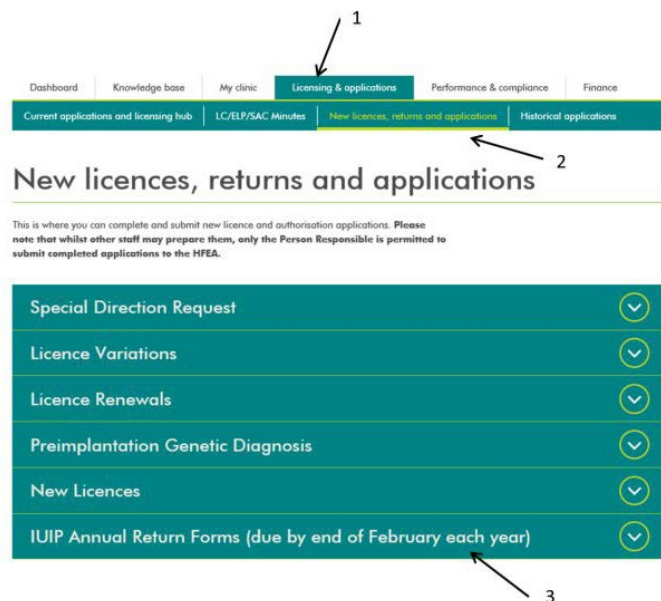 1
Dashboard Knowledge base My clinic Licensing & applications Performance & compliance Finance
Current applications and licensing hub LC/ELP/SAC Minutes New licences, returns and applications Historical applications
2
New licences, returns and applications
This is where you can complete and submit new licence and authorisation applications. Please
note that whilst other staff may prepare them, only the Person Responsible is permitted to
submit completed applications to the HFEA.
Special Direction Request
Licence Variations
Licence Renewals
Preimplantation Genetic Diagnosis
New Licences
IUIP Annual Return Forms (due by end of February each year)
3